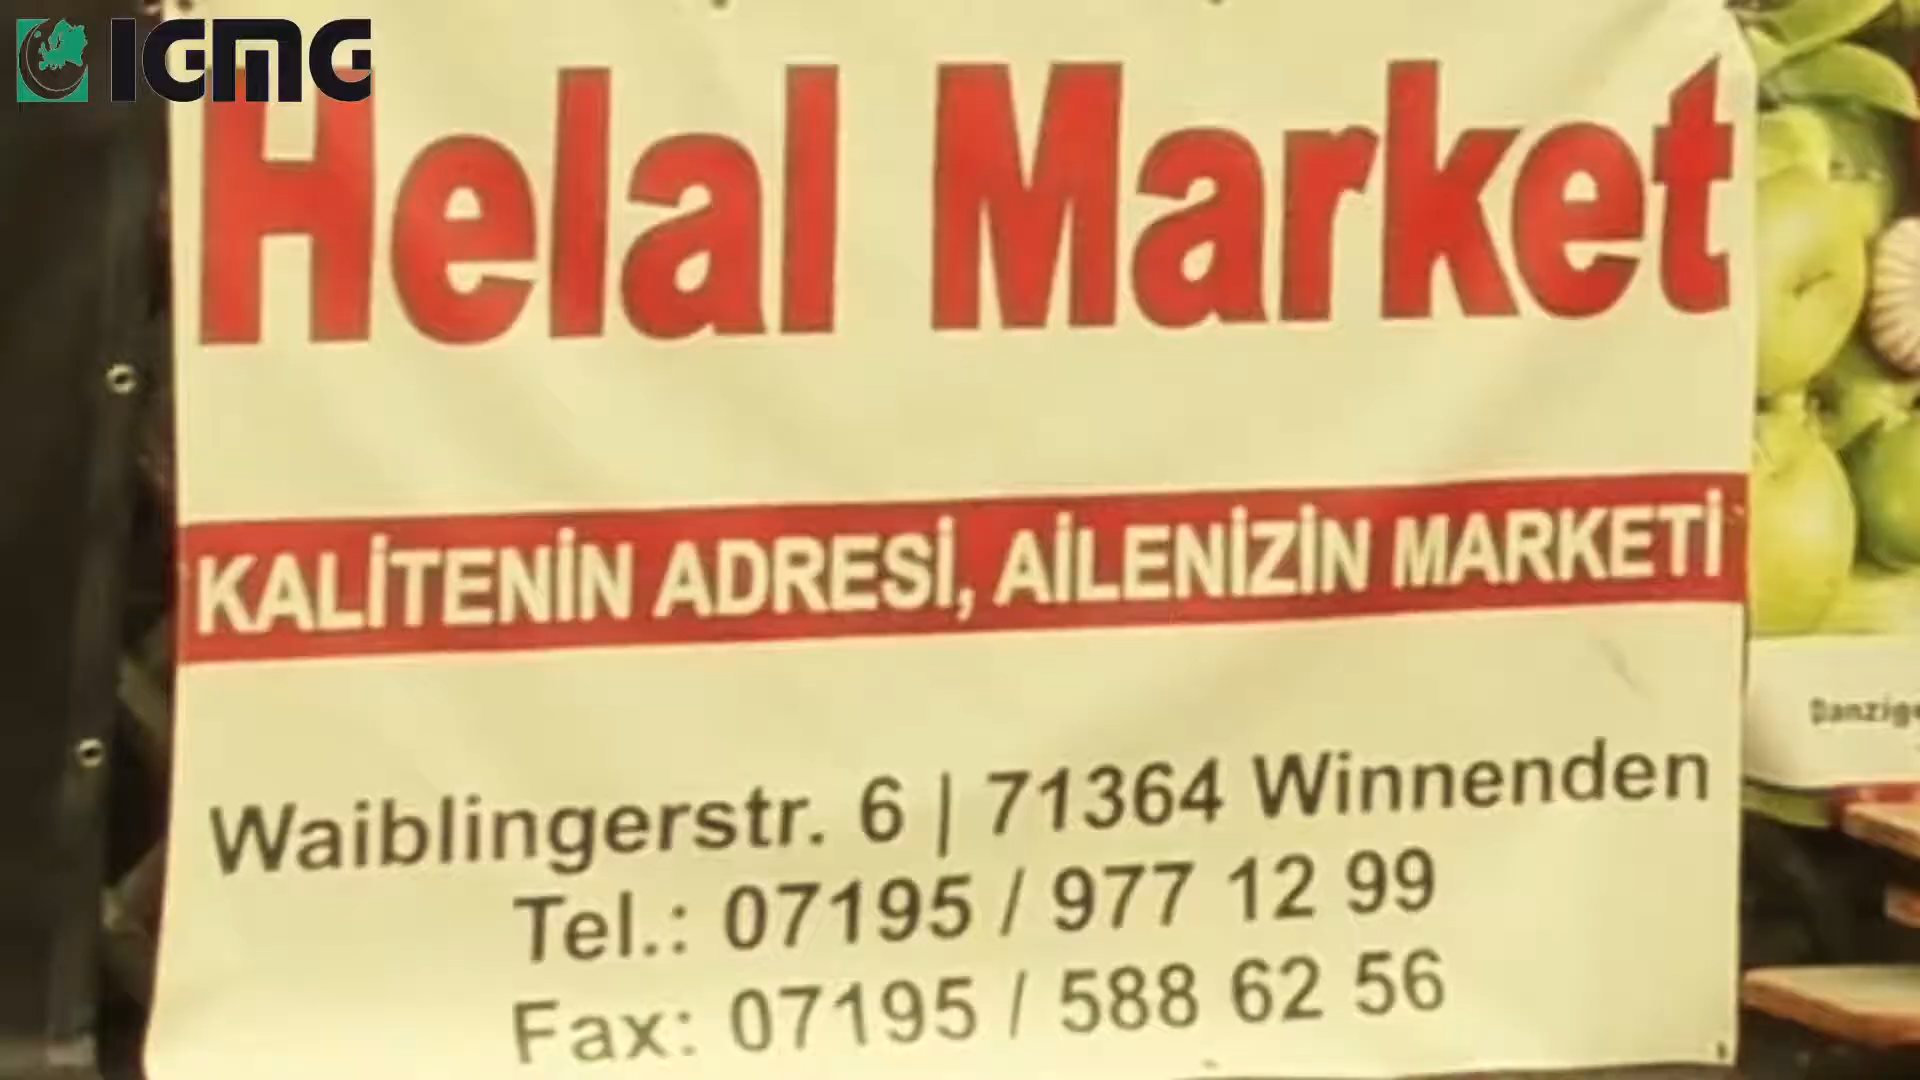 IGMG
Helal Market
KALİTENİN ADRESİ, AİLENİZİN MARKETİ
Waiblingerstr. 6 | 71364 Winnenden
Tel.: 07195 / 977 12 99
Fax: 07195 / 588 62 56